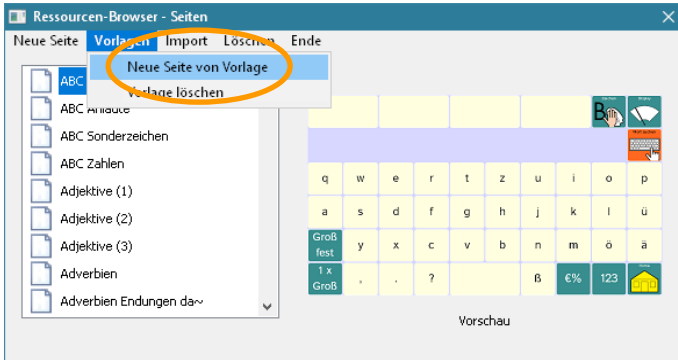 Ressourcen-Browser - Seiten
Neue Seite Vorlagen Import Löschen Ende
Neue Seite von Vorlage
Vorlage löschen
ABC
ABC Anlaute
ABC Sonderzeichen
ABC Zahlen
Adjektive (1)
Adjektive (2)
Adjektive (3)
Adverbien
Adverbien Endungen da~
B
q w e r t z u i o p
a s d f g h j k l ü
Groß fest y x c v b n m ö ä
1 x Groß , . ? ß €% 123
Vorschau